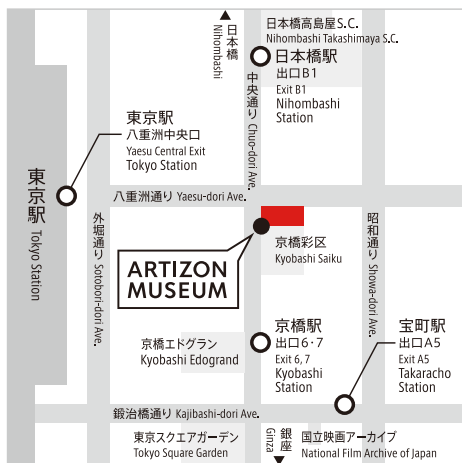 日本橋
Nihombashi
日本橋高島屋S.C.
Nihombashi Takashimaya S.C.
日本橋駅
出口B1
Exit B1
Nihombashi
Station
中央通り Chuo-dori Ave.
東京駅
八重洲中央口
Yaesu Central Exit
Tokyo Station
東京駅
Tokyo Station
八重洲通り Yaesu-dori Ave.
外堀通り Sotobori-dori Ave.
昭和通り Showa-dori Ave.
京橋彩区
Kyobashi Saiku
ARTIZON
MUSEUM
京橋エドグラン
Kyobashi Edogrand
京橋駅
出口6・7
Exit 6, 7
Kyobashi
Station
宝町駅
出口A5
Exit A5
Takaracho
Station
鍛治橋通り Kajibashi-dori Ave.
東京スクエアガーデン
Tokyo Square Garden
銀座
Ginza
国立映画アーカイブ
National Film Archive of Japan